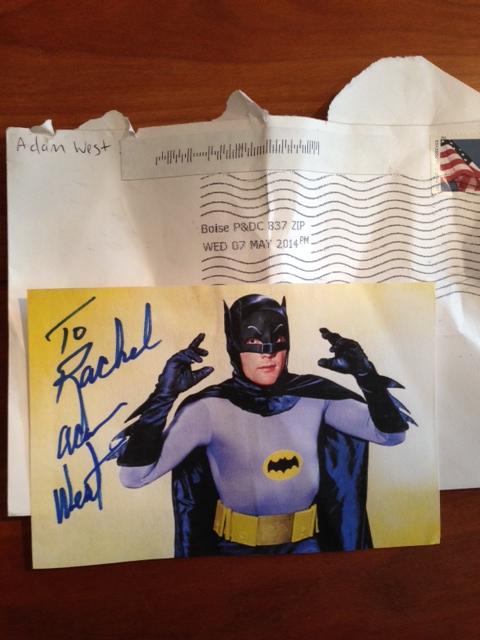 Adam West
Boise P&DC 837 ZIP
WED 07 MAY 2014 PM
To
Rachel
Adam
West